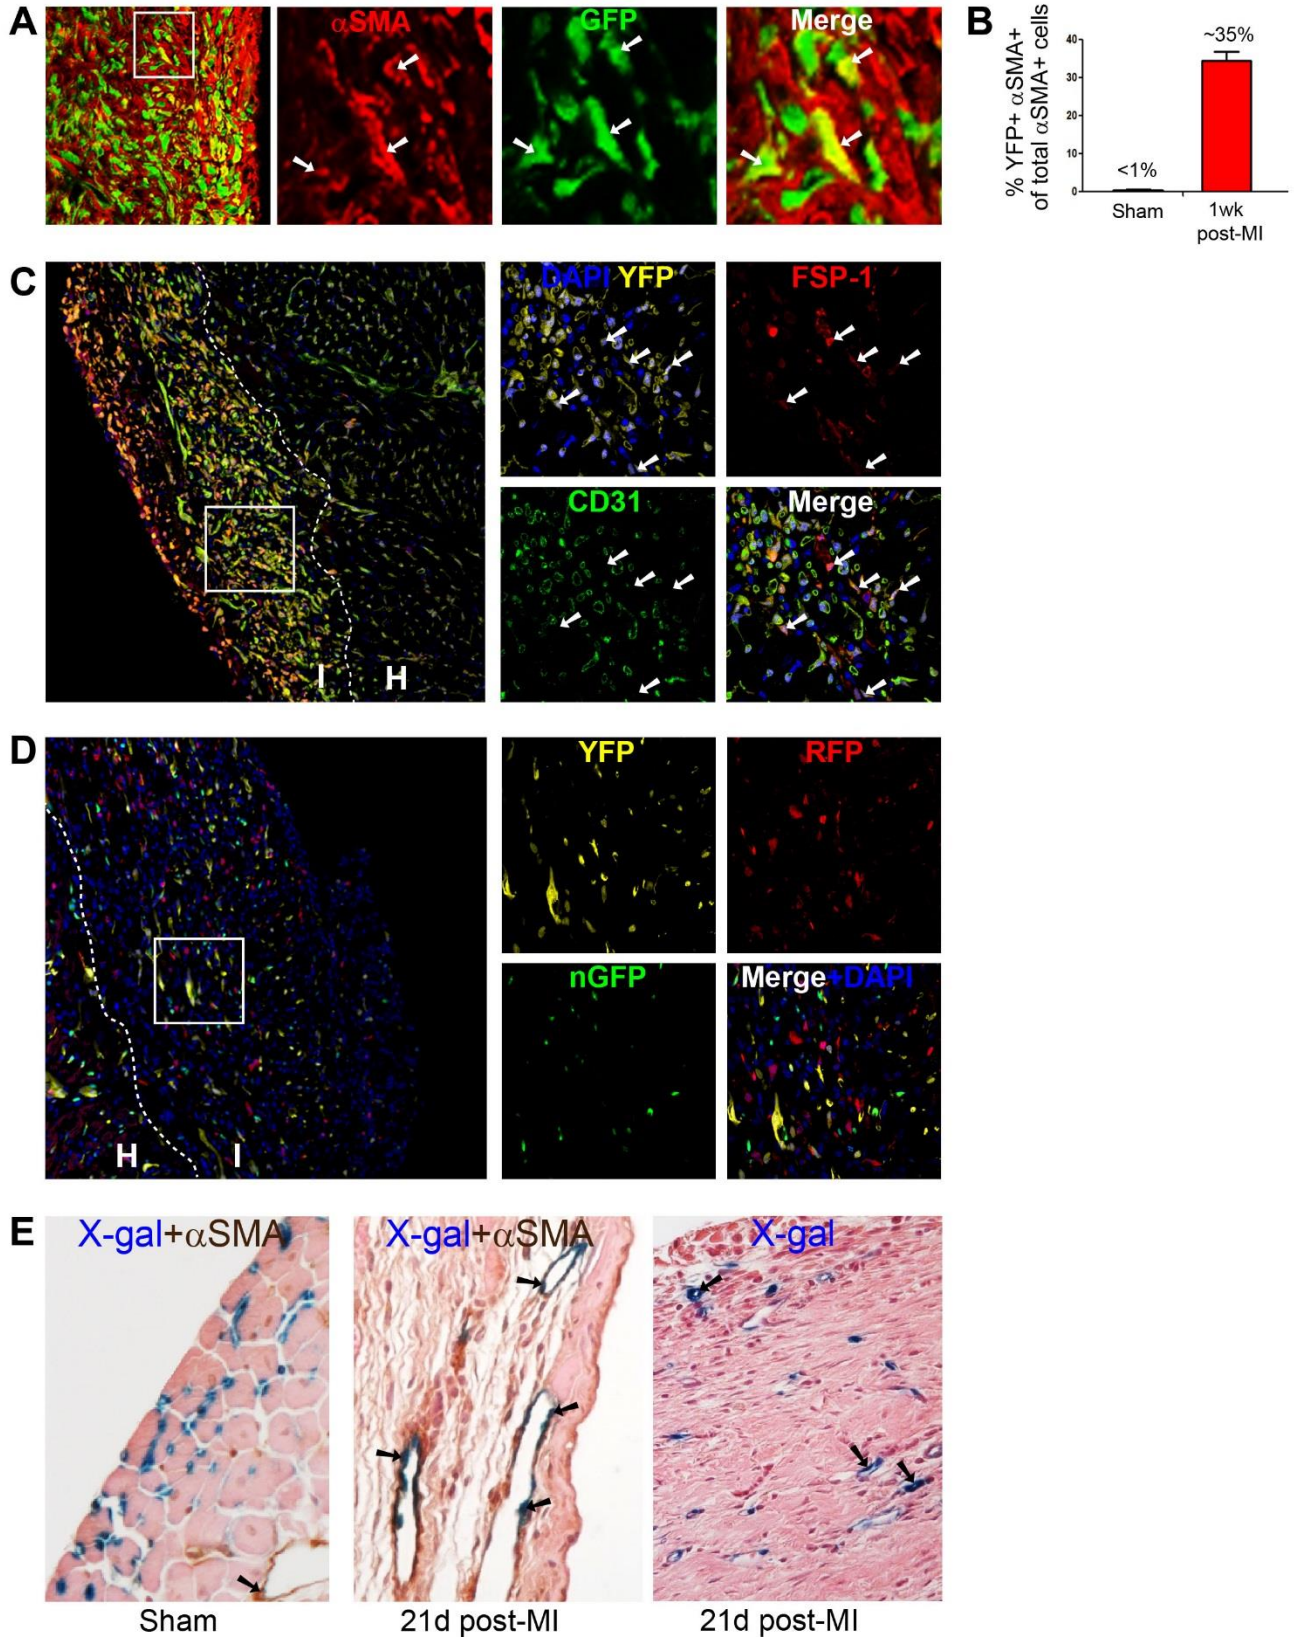 A
αSMA
GFP
Merge
B
% YFP+ αSMA+
of total αSMA+ cells
40
30
20
10
0
<1%
~35%
Sham
1wk
post-MI
C
I
H
DAPI YFP
FSP-1
CD31
Merge
D
H
I
YFP
RFP
nGFP
Merge+DAPI
E
X-gal+αSMA
X-gal+αSMA
X-gal
Sham
21d post-MI
21d post-MI